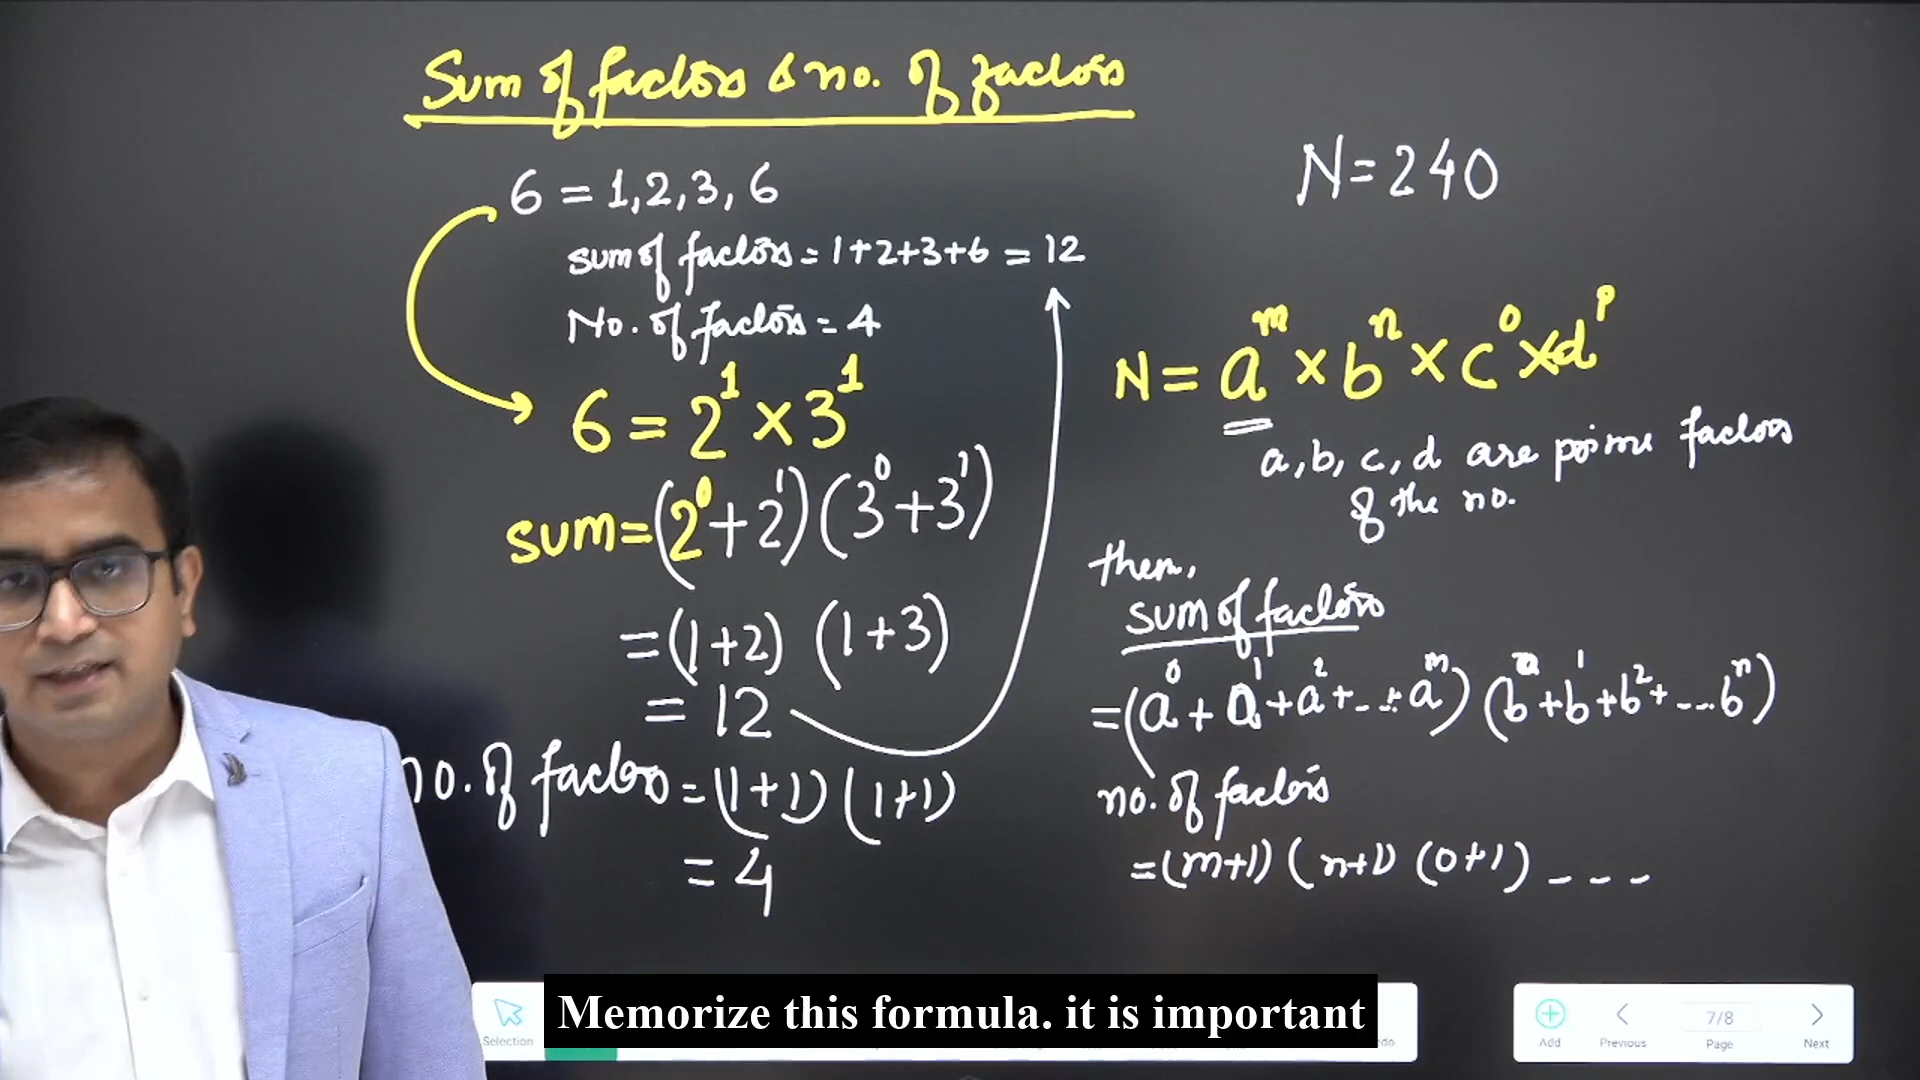 Sum of factors & no. of factors
6 = 1,2,3, 6
sum of factors = 1+2+3+6 = 12
No. of factors = 4
6 = 2¹ × 3¹
sum = (2⁰ + 2¹) (3⁰ + 3¹)
= (1+2) (1+3)
= 12
no. of factors = (1+1) (1+1)
= 4
N = 240
N = aᵐ × bⁿ × c⁰ × dᵖ
a, b, c, d are prime factors
of the no.
then,
sum of factors
= (a⁰ + a¹ + a² + ... + aᵐ) (b⁰ + b¹ + b² + ... bⁿ)
no. of factors
= (m+1) (n+1) (0+1) - - -
Memorize this formula. it is important
Selection
Add
Previous
7/8
Page
Next